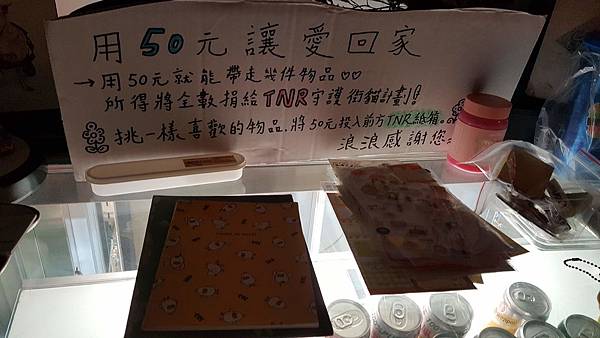 用50元讓愛回家
→用50元就能帶走幾件物品♡♡
所得將全數捐給TNR守護街貓計劃!
挑一樣喜歡的物品,將50元投入前方TNR紙箱。
浪浪感謝您